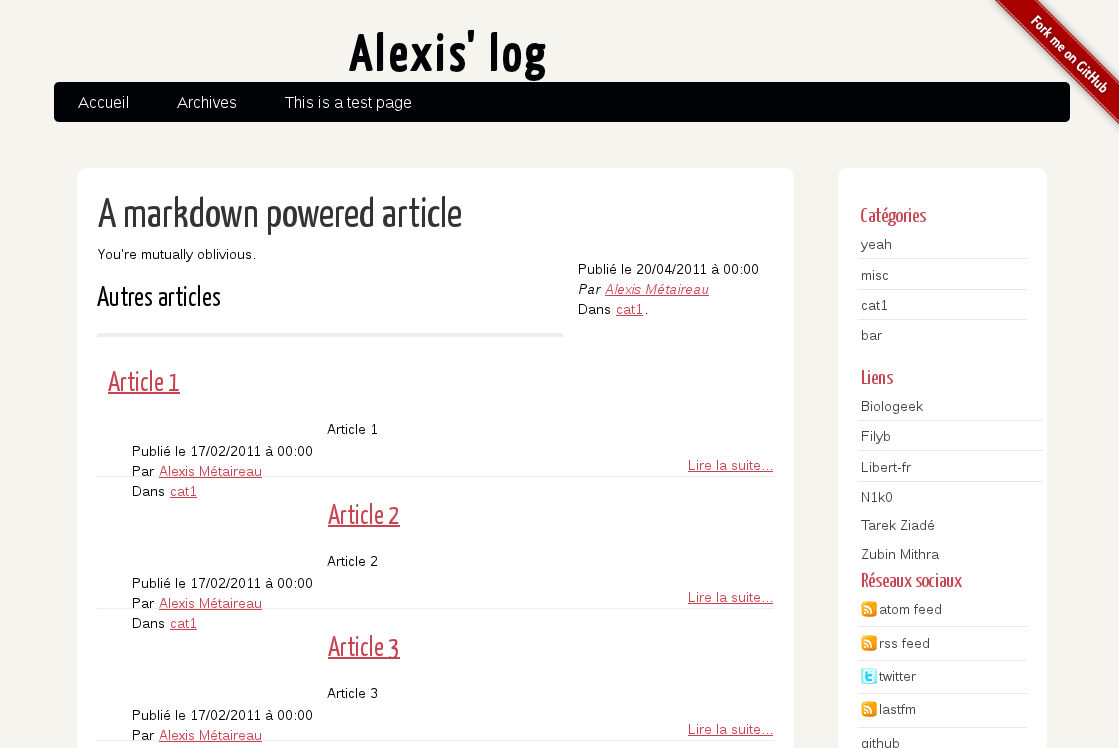 Alexis' log
Fork me on GitHub
Accueil
Archives
This is a test page
A markdown powered article
You're mutually oblivious.
Publié le 20/04/2011 à 00:00
Par Alexis Métaireau
Dans cat1.
Autres articles
Article 1
Article 1
Publié le 17/02/2011 à 00:00
Par Alexis Métaireau
Dans cat1
Lire la suite...
Article 2
Article 2
Publié le 17/02/2011 à 00:00
Par Alexis Métaireau
Dans cat1
Lire la suite...
Article 3
Article 3
Publié le 17/02/2011 à 00:00
Par Alexis Métaireau
Lire la suite...
Catégories
yeah
misc
cat1
bar
Liens
Biologeek
Filyb
Libert-fr
N1k0
Tarek Ziadé
Zubin Mithra
Réseaux sociaux
atom feed
rss feed
twitter
lastfm
github